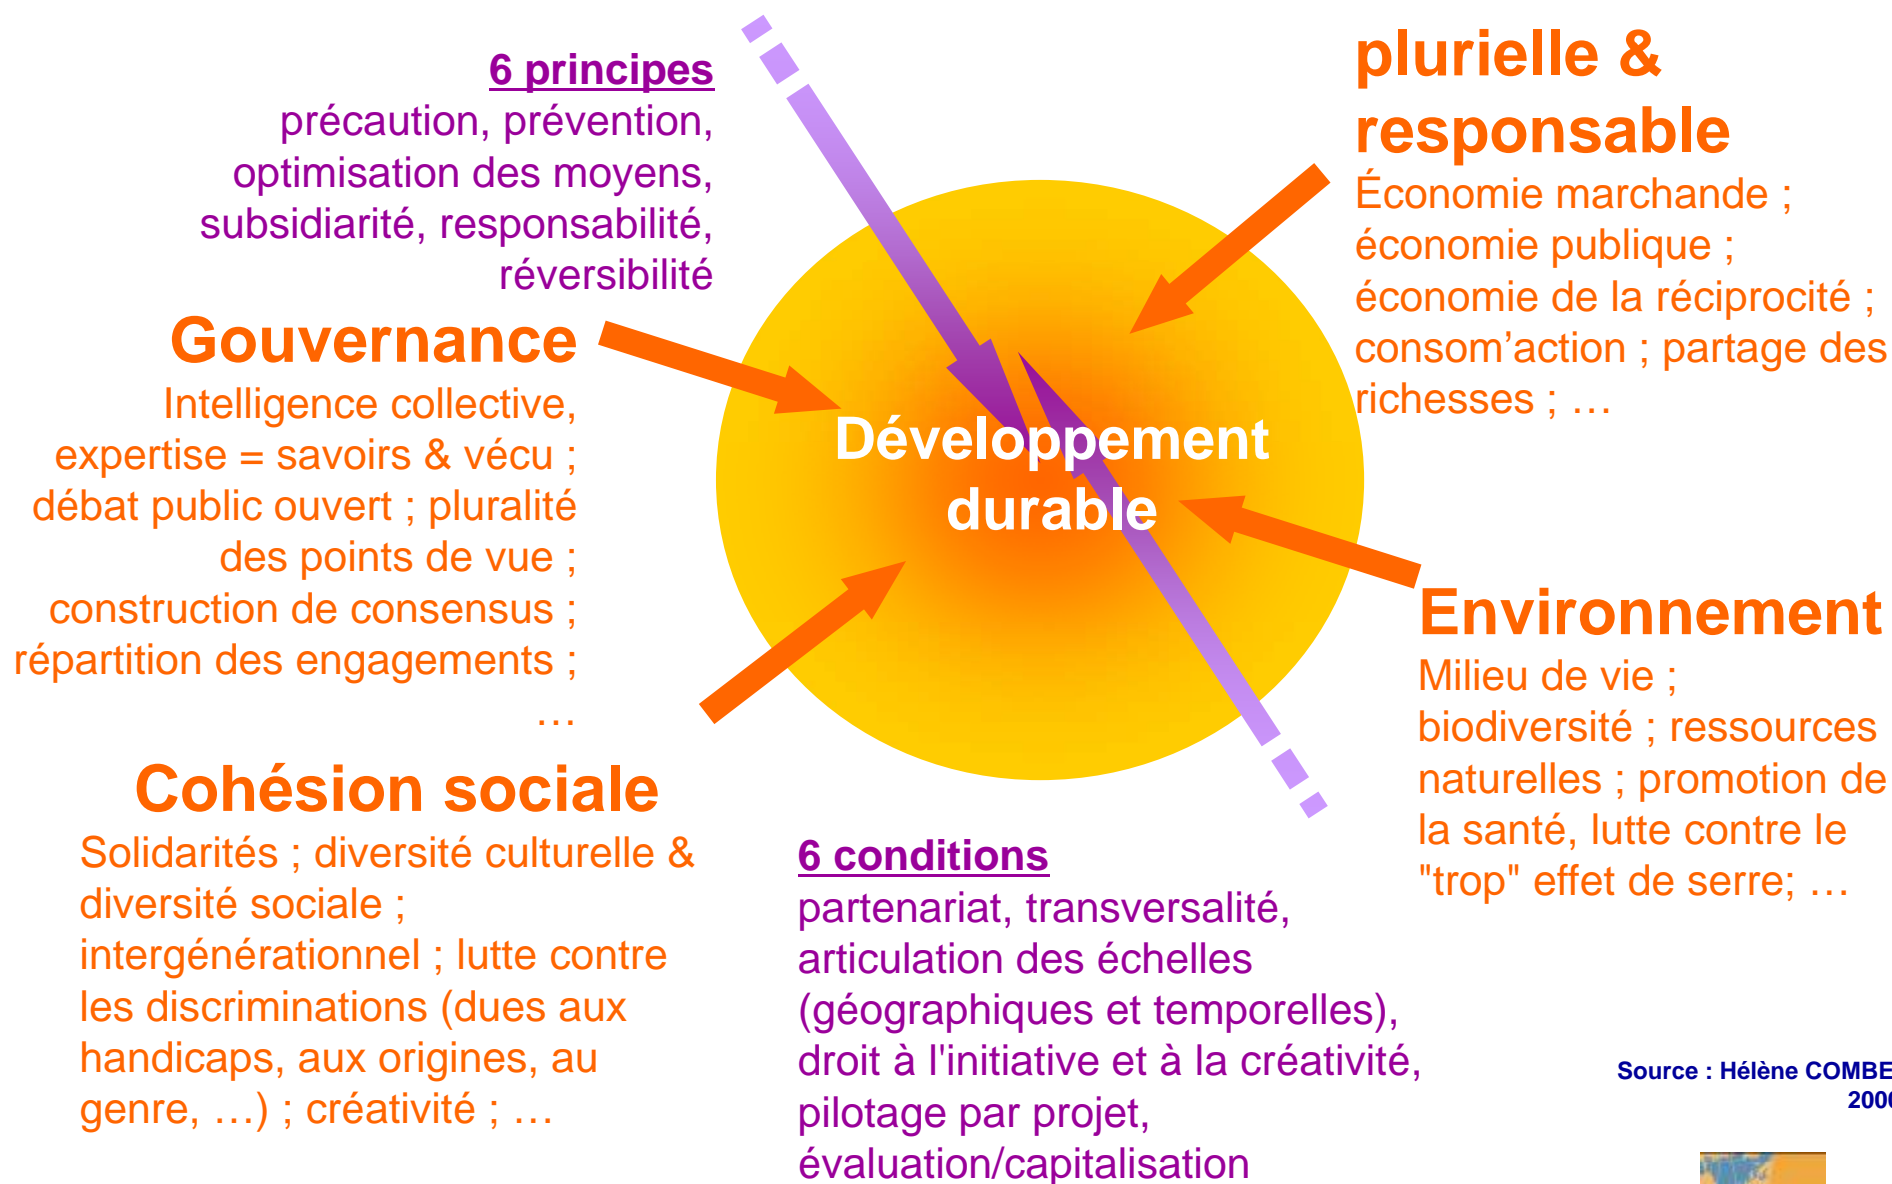 6 principes
précaution, prévention,
optimisation des moyens,
subsidiarité, responsabilité,
réversibilité
plurielle &
responsable
Économie marchande ;
économie publique ;
économie de la réciprocité ;
consom’action ; partage des
richesses ; …
Gouvernance
Intelligence collective,
expertise = savoirs & vécu ;
débat public ouvert ; pluralité
des points de vue ;
construction de consensus ;
répartition des engagements ;
…
Développement
durable
Environnement
Milieu de vie ;
biodiversité ; ressources
naturelles ; promotion de
la santé, lutte contre le
"trop" effet de serre; …
Cohésion sociale
Solidarités ; diversité culturelle &
diversité sociale ;
intergénérationnel ; lutte contre
les discriminations (dues aux
handicaps, aux origines, au
genre, …) ; créativité ; …
6 conditions
partenariat, transversalité,
articulation des échelles
(géographiques et temporelles),
droit à l'initiative et à la créativité,
pilotage par projet,
évaluation/capitalisation
Source : Hélène COMBE